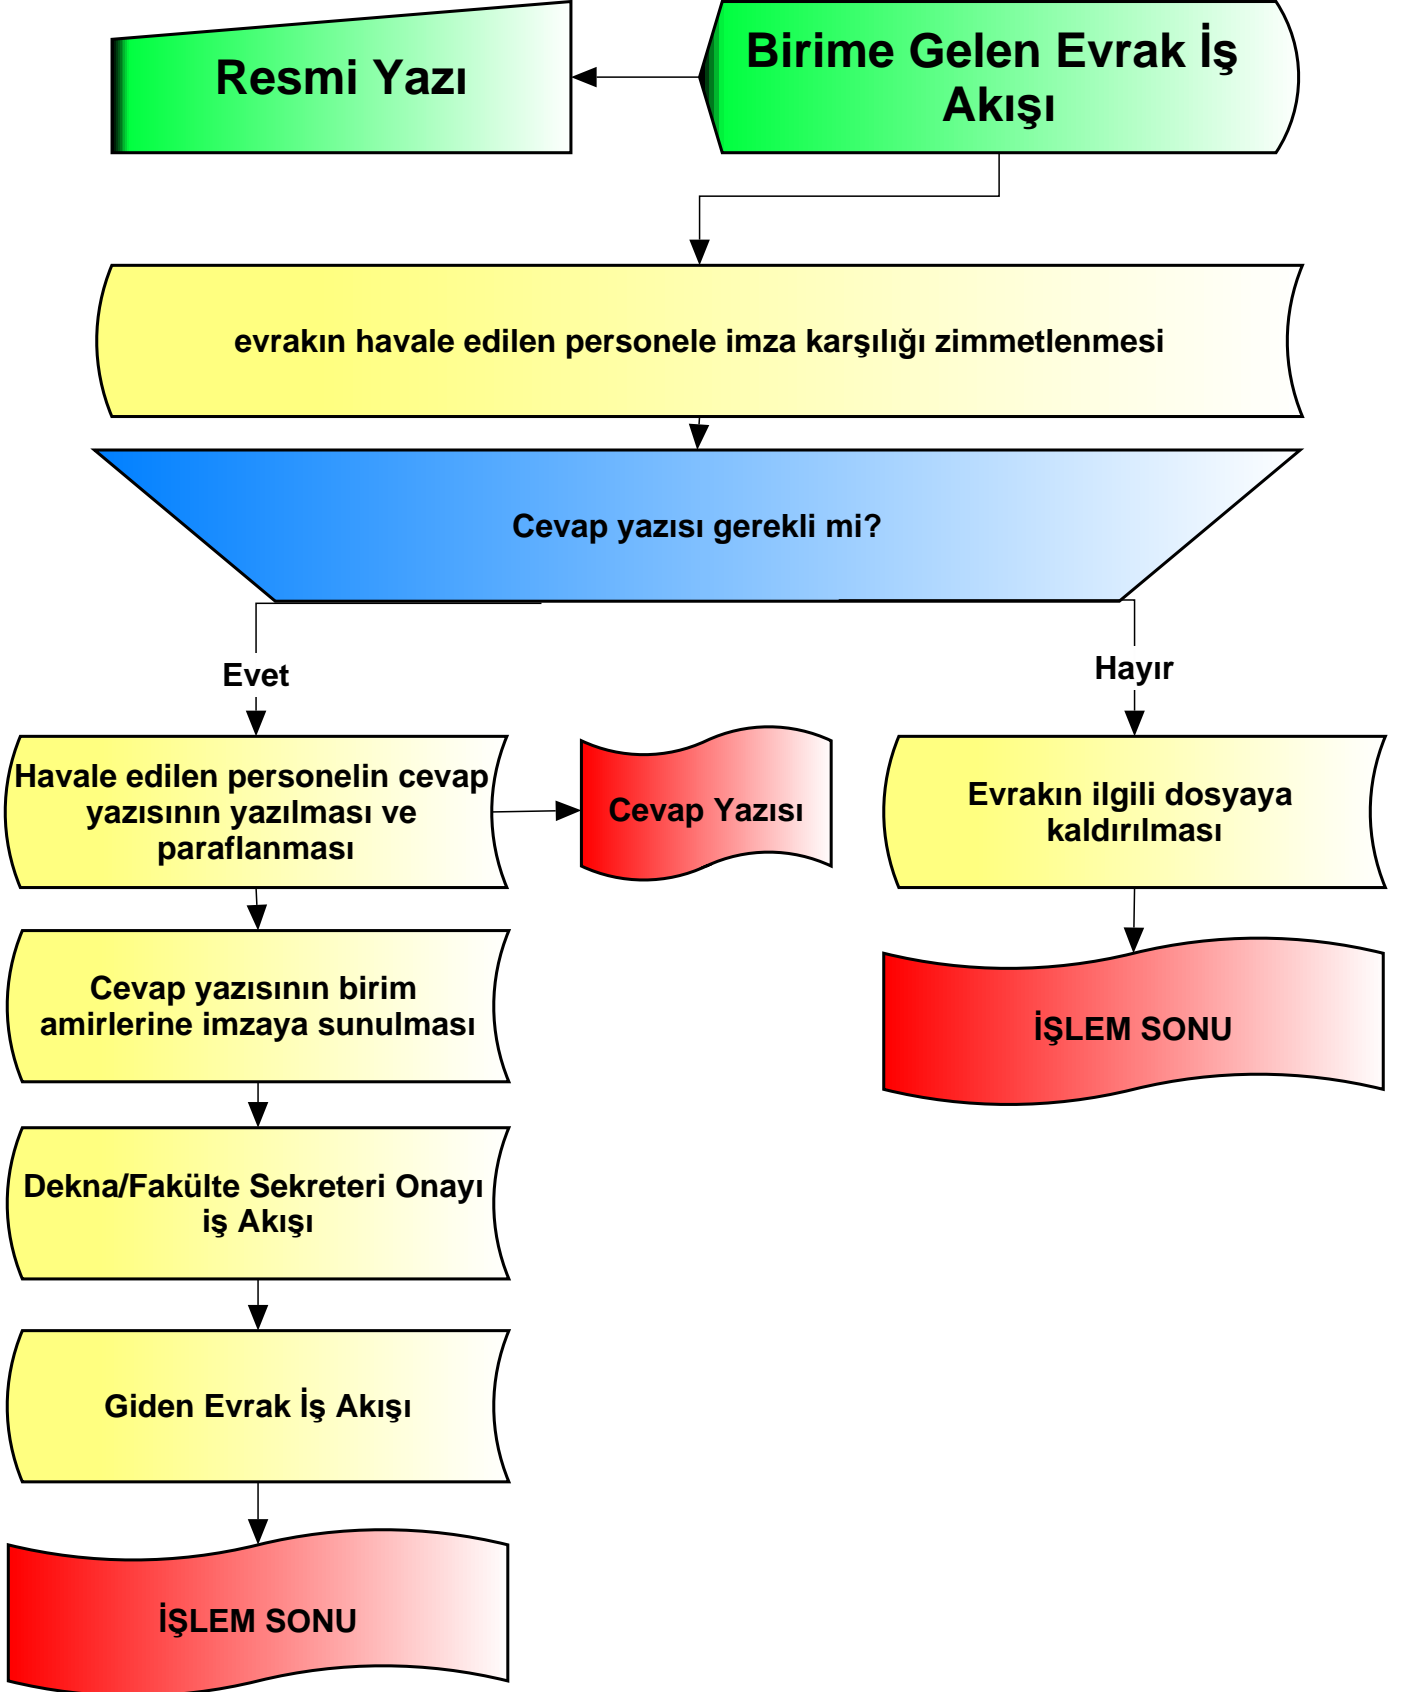 Resmi Yazı
Birime Gelen Evrak İş
Akışı
evrakın havale edilen personele imza karşılığı zimmetlenmesi
Cevap yazısı gerekli mi?
Evet
Hayır
Havale edilen personelin cevap
yazısının yazılması ve
paraflanması
Cevap Yazısı
Evrakın ilgili dosyaya
kaldırılması
Cevap yazısının birim
amirlerine imzaya sunulması
İŞLEM SONU
Dekna/Fakülte Sekreteri Onayı
iş Akışı
Giden Evrak İş Akışı
İŞLEM SONU